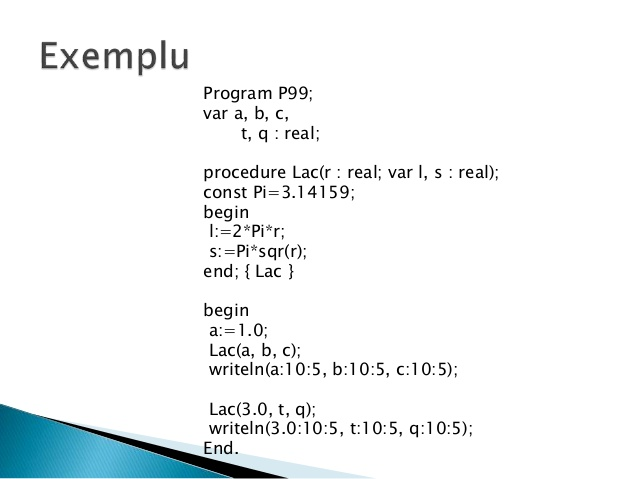 Exemplu
Program P99;
var a, b, c,
t, q : real;
procedure Lac(r : real; var l, s : real);
const Pi=3.14159;
begin
l:=2*Pi*r;
s:=Pi*sqr(r);
end; { Lac }
begin
a:=1.0;
Lac(a, b, c);
writeln(a:10:5, b:10:5, c:10:5);
Lac(3.0, t, q);
writeln(3.0:10:5, t:10:5, q:10:5);
End.